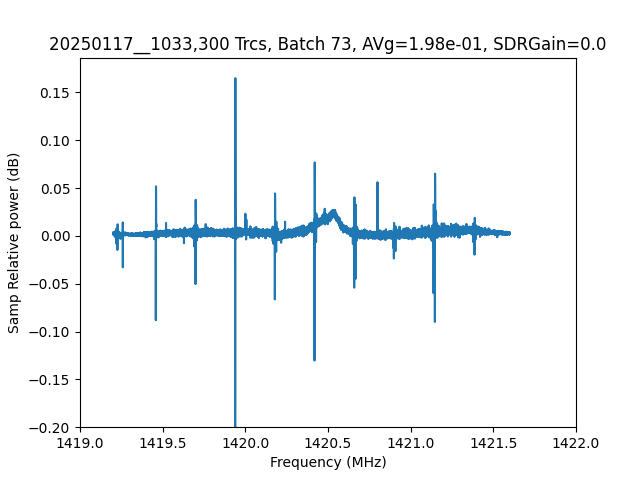 20250117__1033,300 Trcs, Batch 73, AVg=1.98e-01, SDRGain=0.0
Samp Relative power (dB)
0.15
0.10
0.05
0.00
−0.05
−0.10
−0.15
−0.20
1419.0 1419.5 1420.0 1420.5 1421.0 1421.5 1422.0
Frequency (MHz)